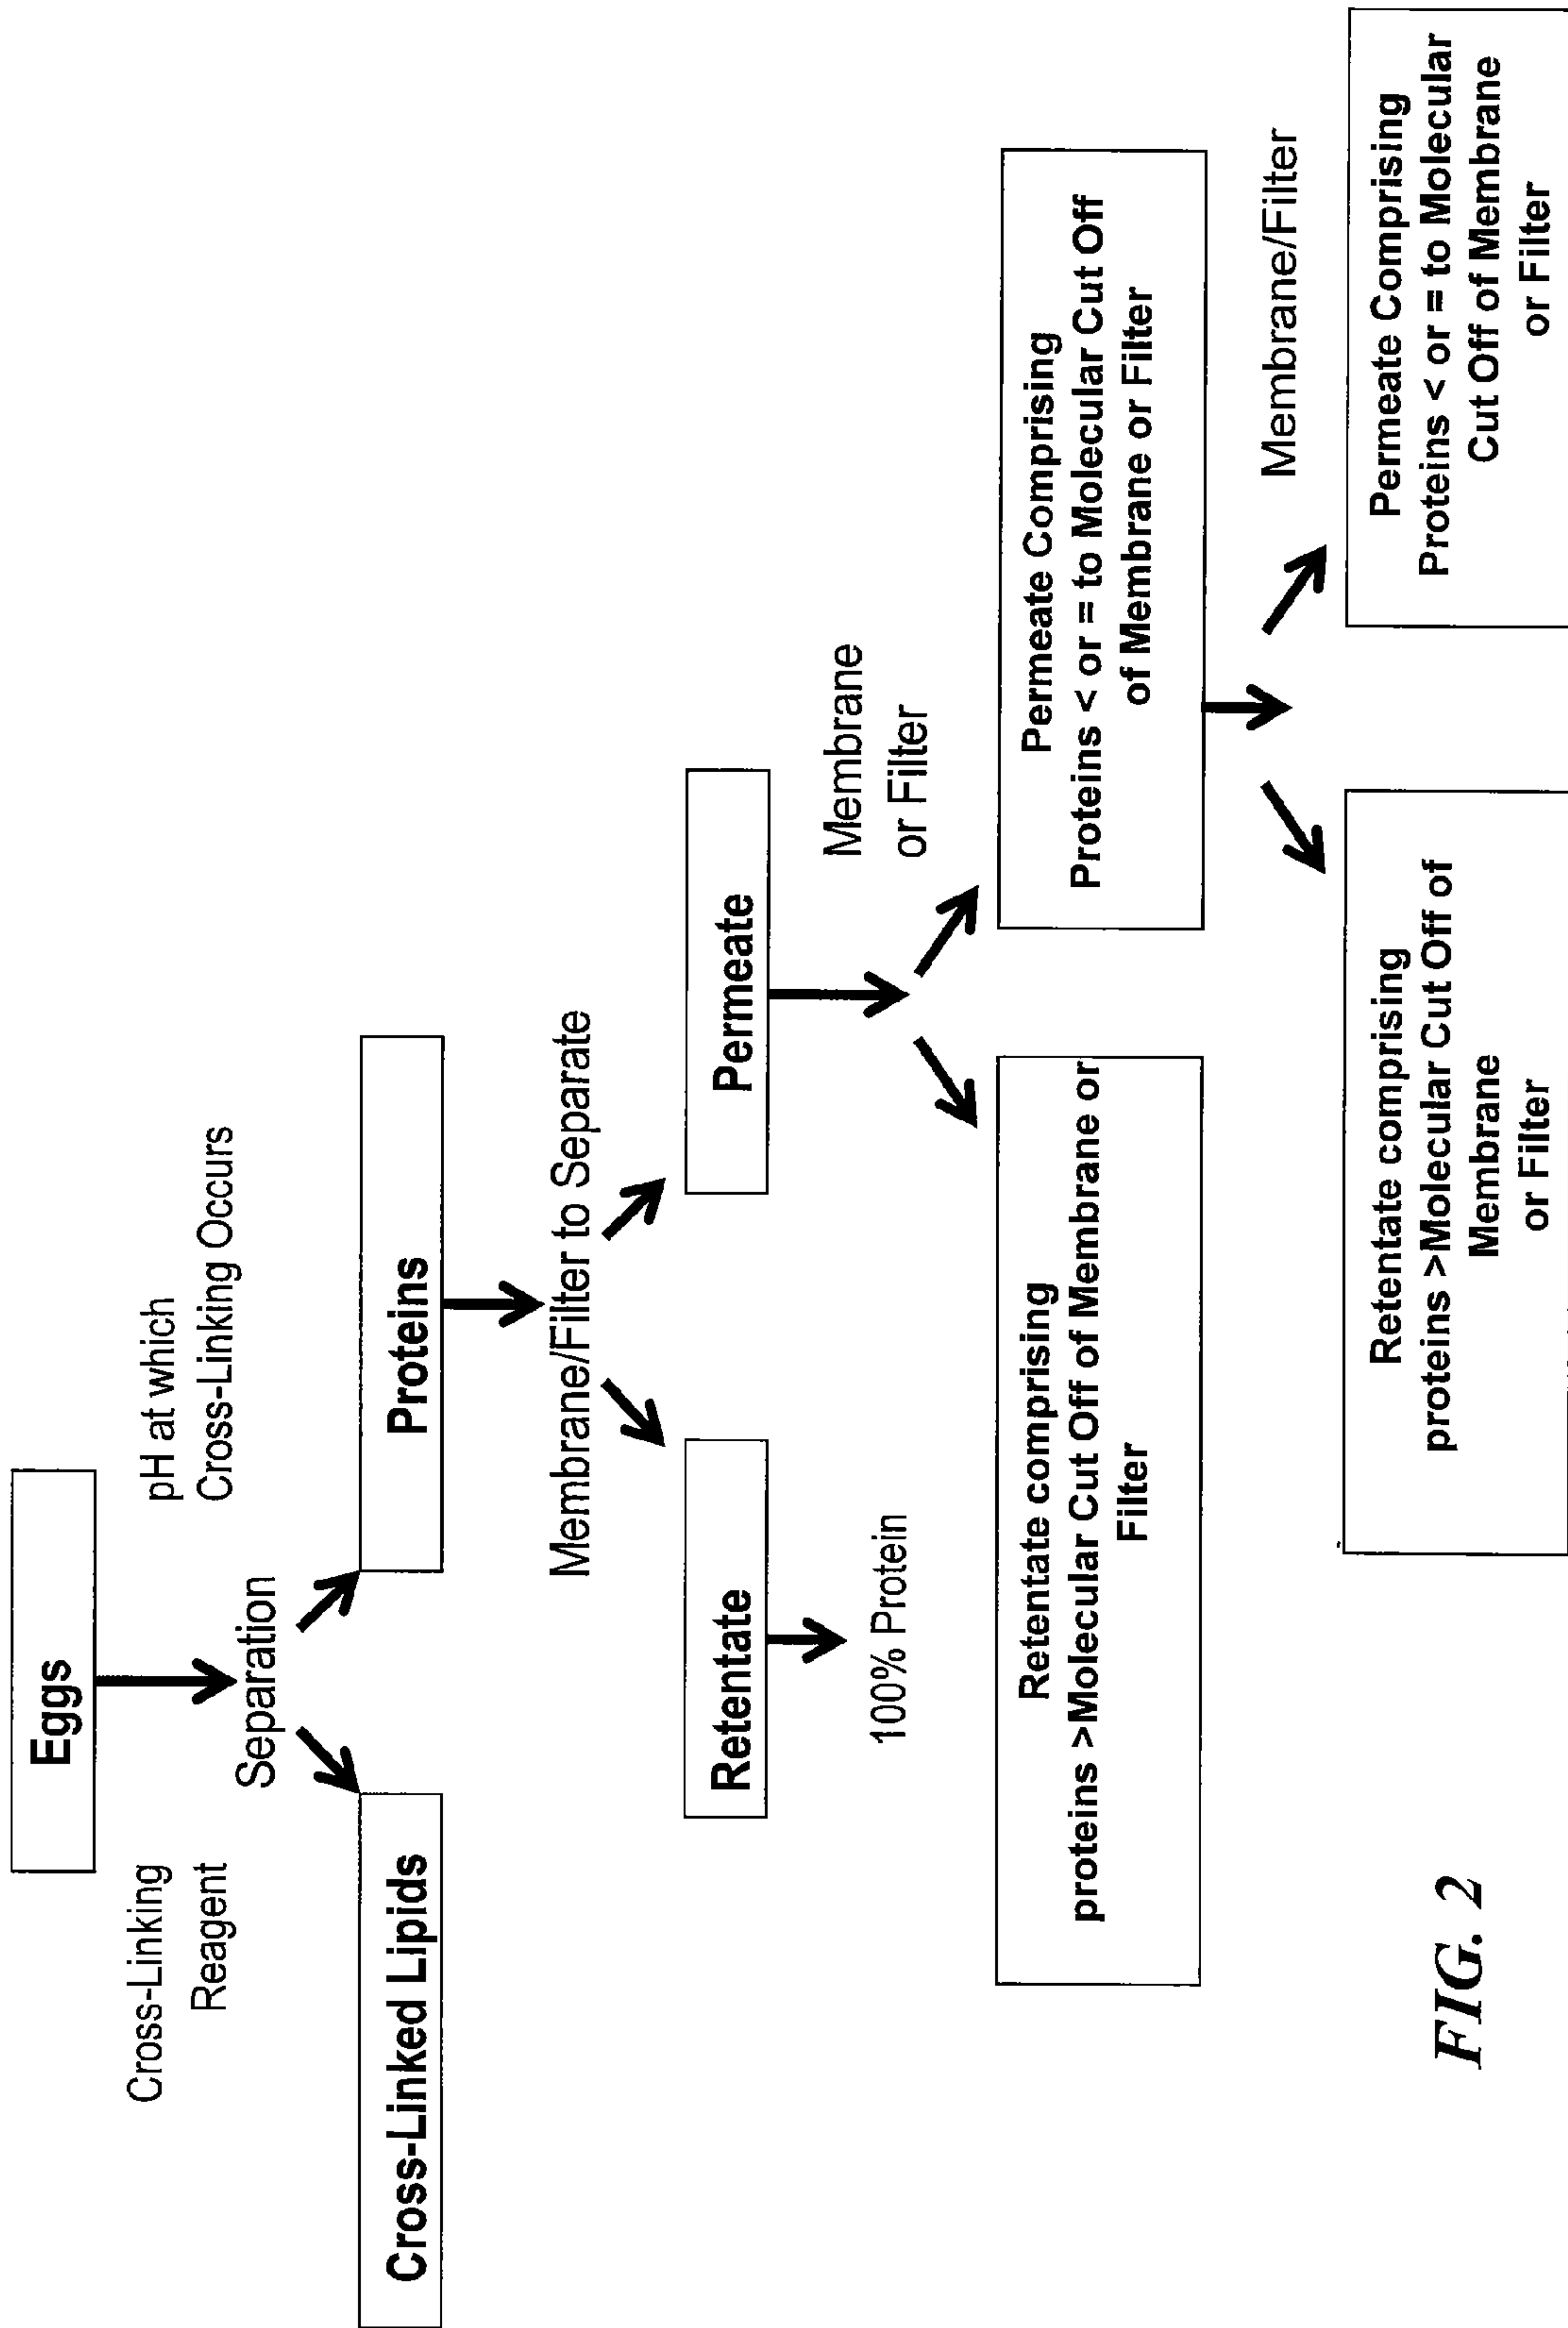 Eggs
Cross-Linking
Reagent
pH at which
Cross-Linking Occurs
Separation
Cross-Linked Lipids
Proteins
Membrane/Filter to Separate
Retentate
Permeate
100% Protein
Membrane
or Filter
Retentate comprising
proteins >Molecular Cut Off of Membrane or
Filter
Permeate Comprising
Proteins < or = to Molecular Cut Off
of Membrane or Filter
Membrane/Filter
Retentate comprising
proteins >Molecular Cut Off of
Membrane
or Filter
Permeate Comprising
Proteins < or = to Molecular
Cut Off of Membrane
or Filter
FIG. 2